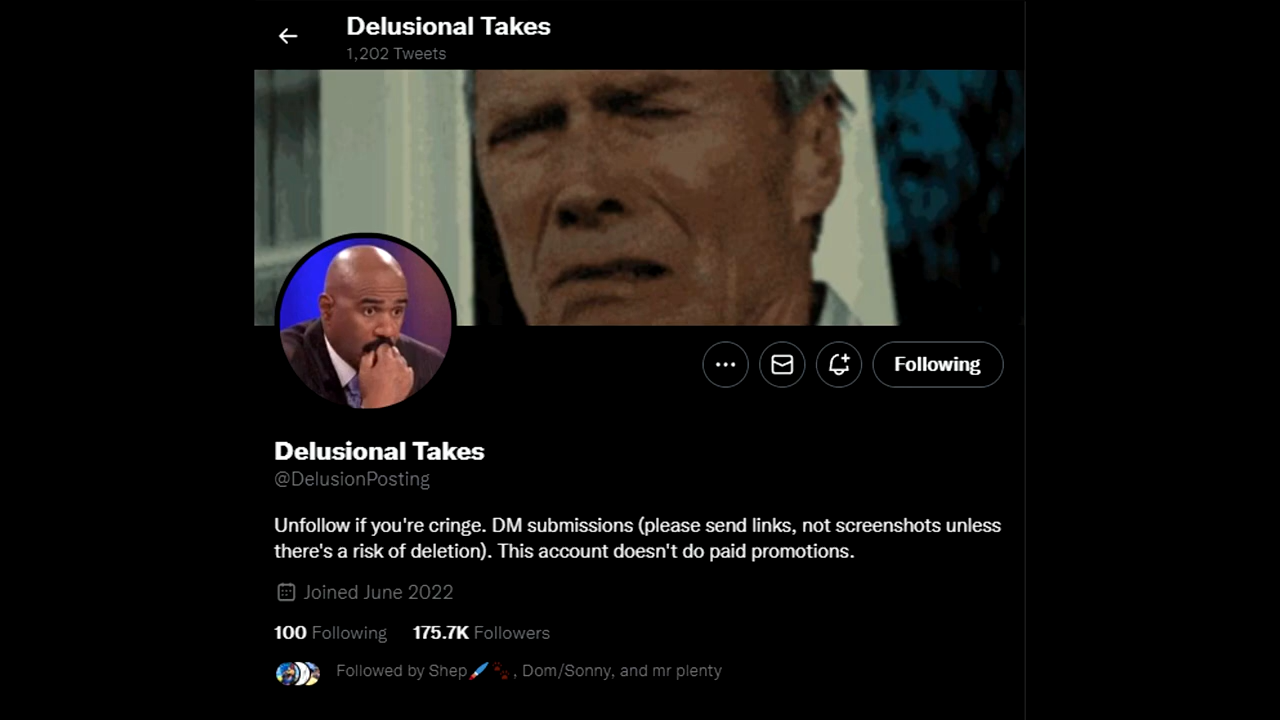 Delusional Takes
1,202 Tweets
Following
Delusional Takes
@DelusionPosting
Unfollow if you're cringe. DM submissions (please send links, not screenshots unless
there's a risk of deletion). This account doesn't do paid promotions.
Joined June 2022
100 Following 175.7K Followers
Followed by Shep🖌️🐾, Dom/Sonny, and mr plenty